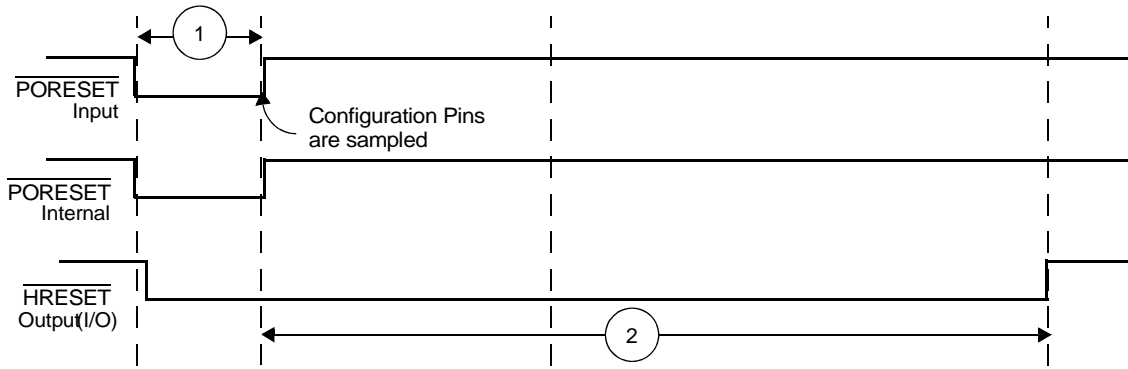 1
PORESET
Input
Configuration Pins
are sampled
PORESET
Internal
HRESET
Output(I/O)
2